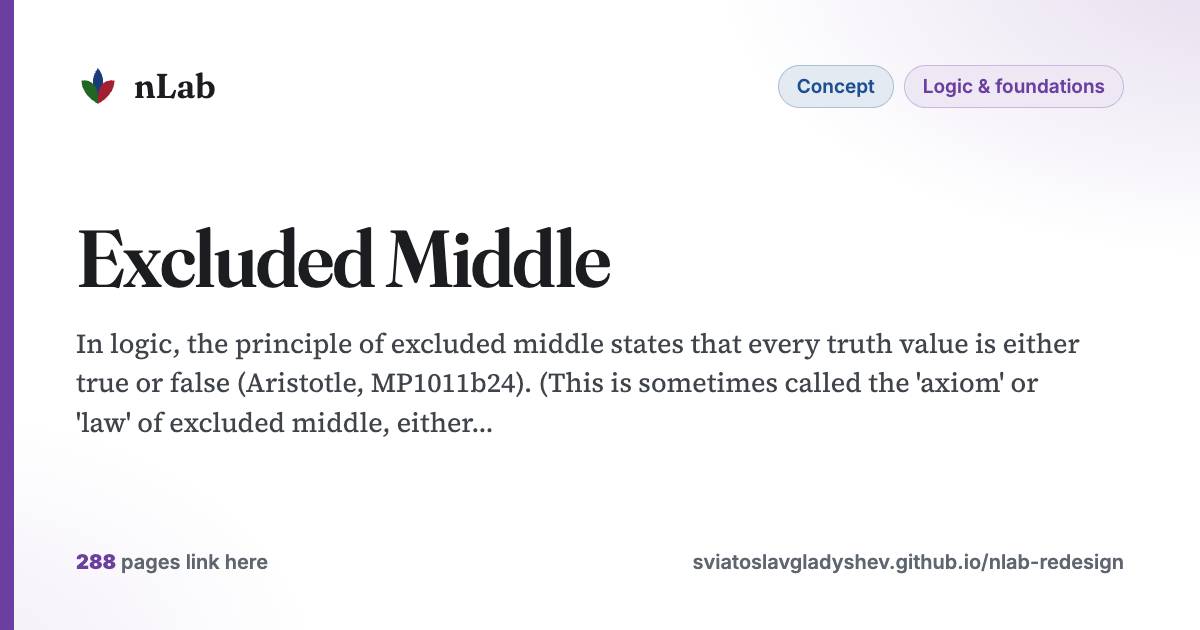 nLab
Concept
Logic & foundations
Excluded Middle
In logic, the principle of excluded middle states that every truth value is either
true or false (Aristotle, MP1011b24). (This is sometimes called the 'axiom' or
'law' of excluded middle, either...
288 pages link here
sviatoslavgladyshev.github.io/nlab-redesign